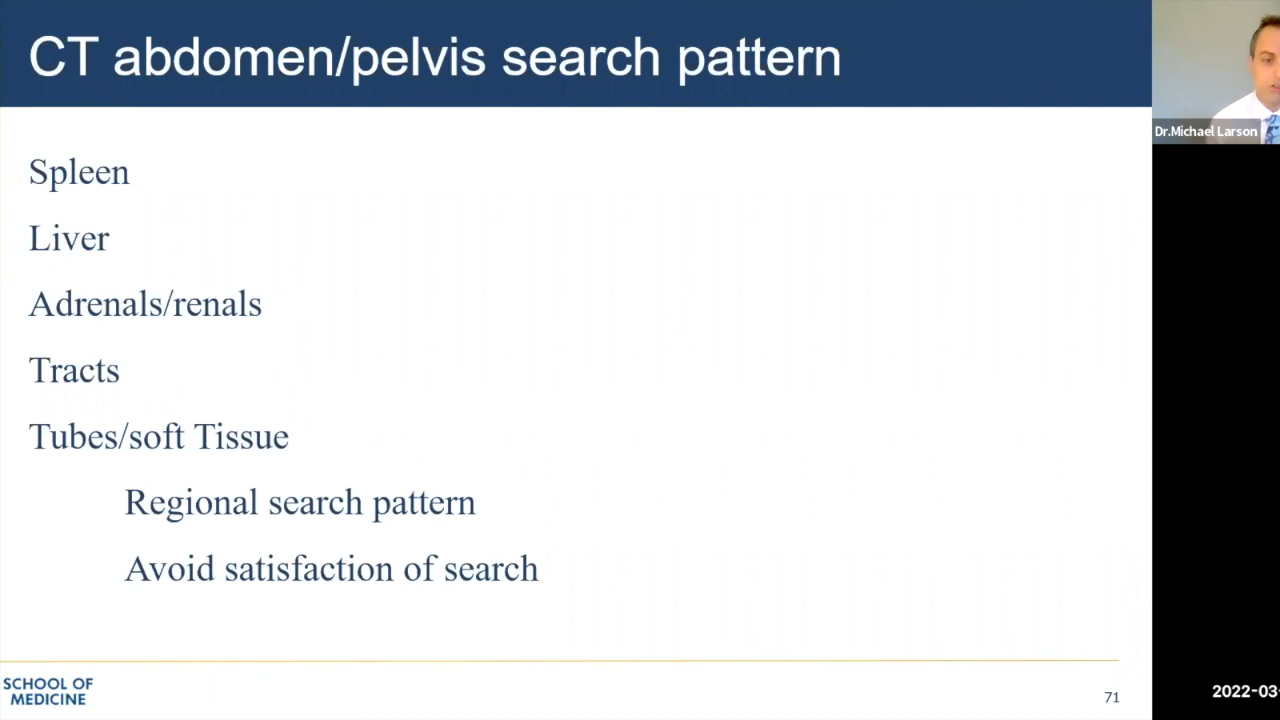 CT abdomen/pelvis search pattern
Dr.Michael Larson
Spleen
Liver
Adrenals/renals
Tracts
Tubes/soft Tissue
Regional search pattern
Avoid satisfaction of search
SCHOOL OF
MEDICINE
71
2022-03-